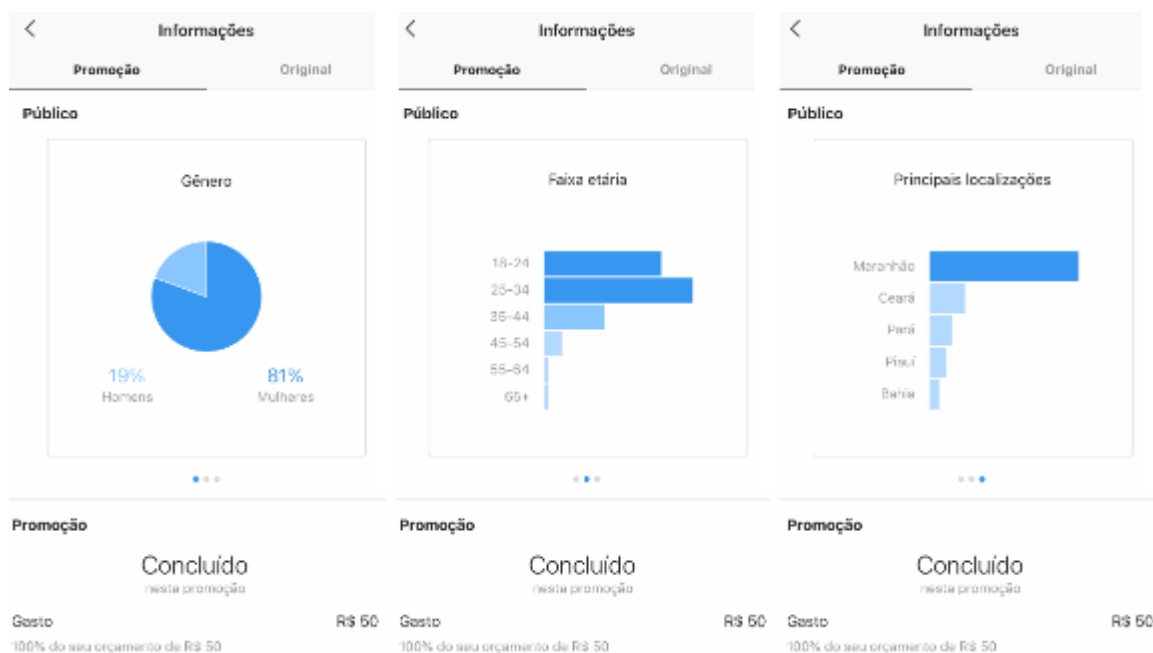 Informações
Promoção Original
Público
Gênero
19% 81%
Homens Mulheres
Promoção
Concluído
nesta promoção
Gasto R$ 50
100% do seu orçamento de R$ 50
Informações
Promoção Original
Público
Faixa etária
18-24
25-34
35-44
45-54
55-64
65+
Promoção
Concluído
nesta promoção
Gasto R$ 50
100% do seu orçamento de R$ 50
Informações
Promoção Original
Público
Principais localizações
Maranhão
Ceará
Pará
Piauí
Bahia
Promoção
Concluído
nesta promoção
Gasto R$ 50
100% do seu orçamento de R$ 50